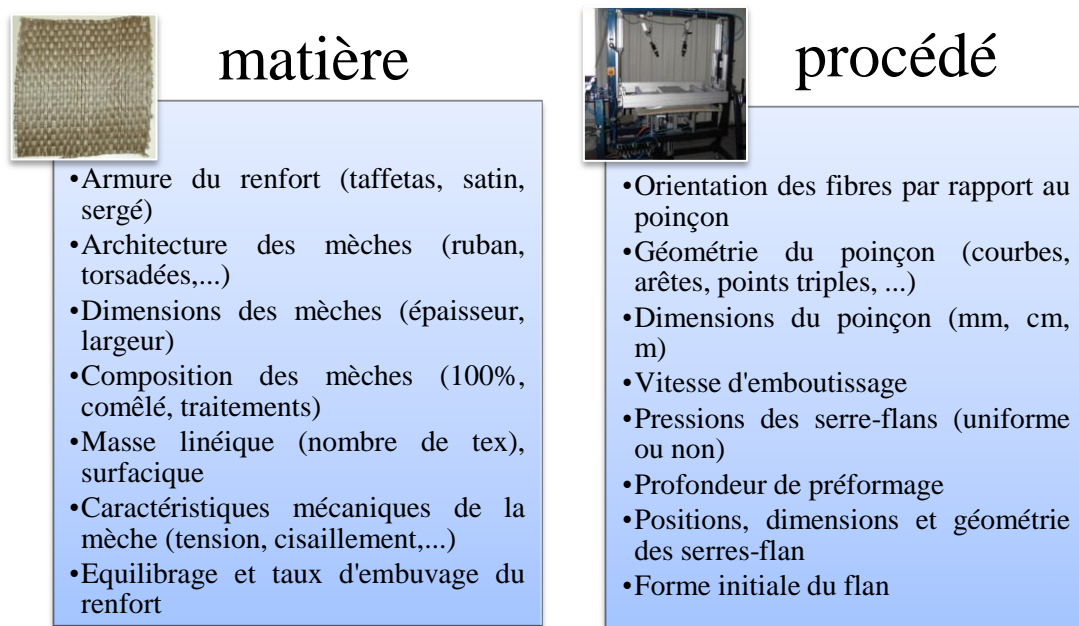 matière
•Armure du renfort (taffetas, satin,
sergé)
•Architecture des mèches (ruban,
torsadées,...)
•Dimensions des mèches (épaisseur,
largeur)
•Composition des mèches (100%,
comêlé, traitements)
•Masse linéique (nombre de tex),
surfacique
•Caractéristiques mécaniques de la
mèche (tension, cisaillement,...)
•Equilibrage et taux d'embuvage du
renfort
procédé
•Orientation des fibres par rapport au
poinçon
•Géométrie du poinçon (courbes,
arêtes, points triples, ...)
•Dimensions du poinçon (mm, cm,
m)
•Vitesse d'emboutissage
•Pressions des serre-flans (uniforme
ou non)
•Profondeur de préformage
•Positions, dimensions et géométrie
des serres-flan
•Forme initiale du flan